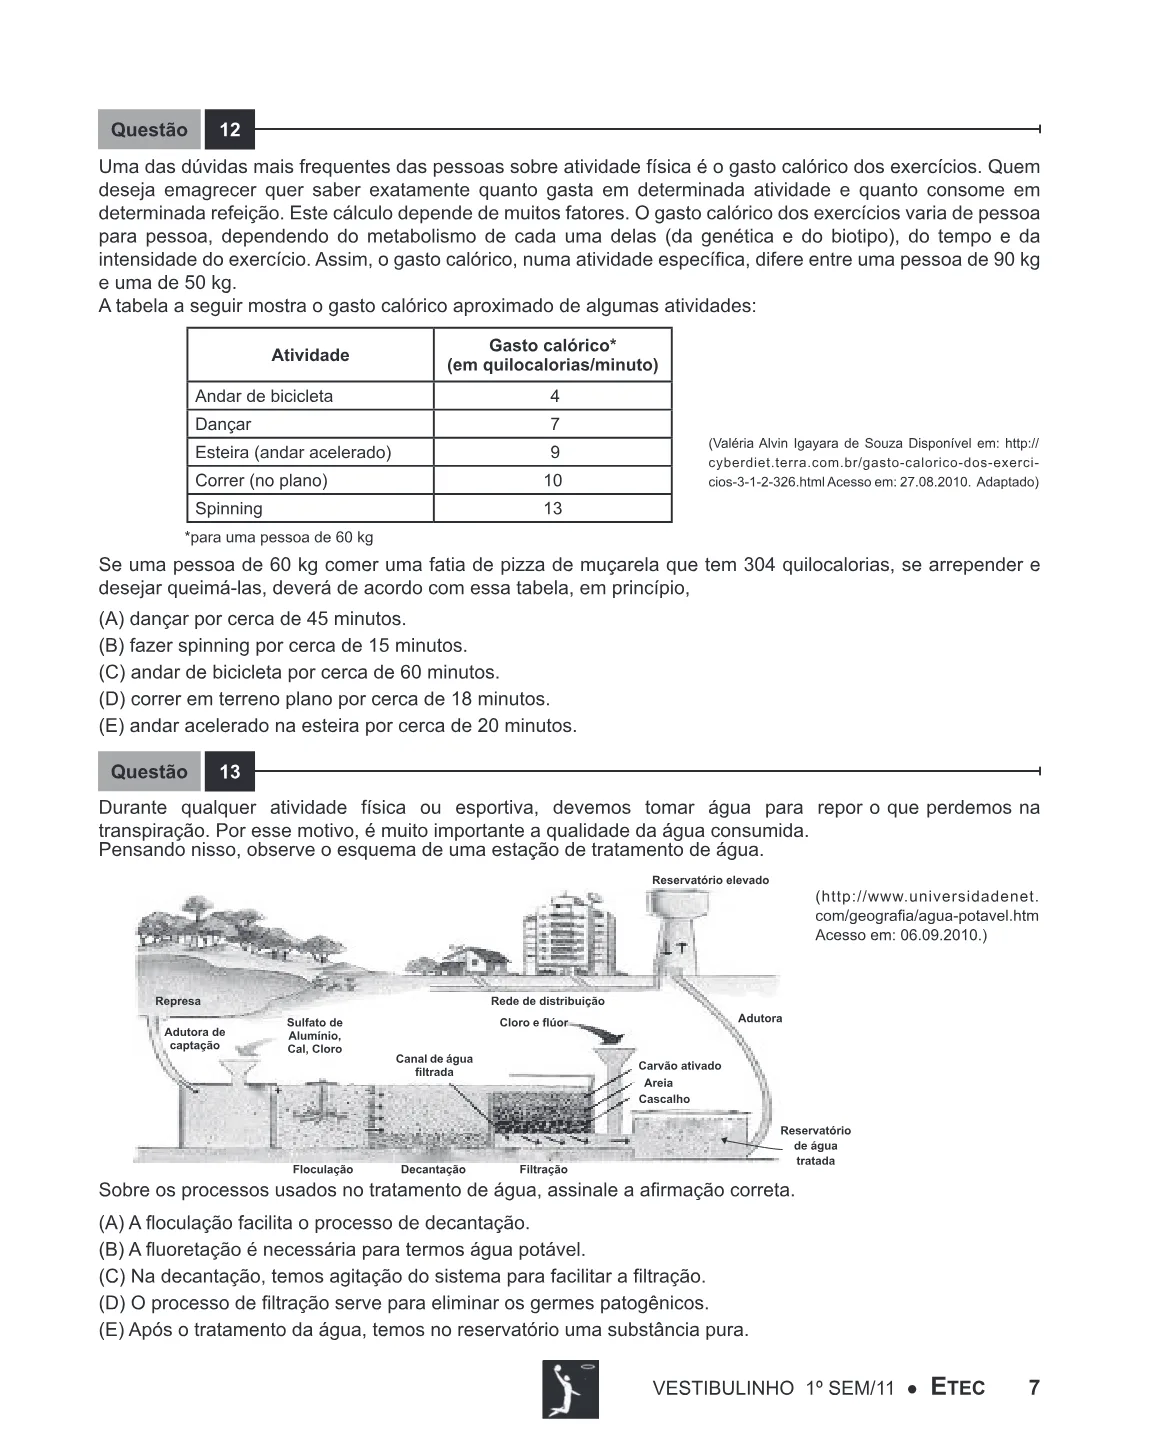 Questão 12
Uma das dúvidas mais frequentes das pessoas sobre atividade física é o gasto calórico dos exercícios. Quem
deseja emagrecer quer saber exatamente quanto gasta em determinada atividade e quanto consome em
determinada refeição. Este cálculo depende de muitos fatores. O gasto calórico dos exercícios varia de pessoa
para pessoa, dependendo do metabolismo de cada uma delas (da genética e do biotipo), do tempo e da
intensidade do exercício. Assim, o gasto calórico, numa atividade específica, difere entre uma pessoa de 90 kg
e uma de 50 kg.
A tabela a seguir mostra o gasto calórico aproximado de algumas atividades:
Atividade
Gasto calórico*
(em quilocalorias/minuto)
Andar de bicicleta 4
Dançar 7
Esteira (andar acelerado) 9
Correr (no plano) 10
Spinning 13
*para uma pessoa de 60 kg
(Valéria Alvin Igayara de Souza Disponível em: http://
cyberdiet.terra.com.br/gasto-calorico-dos-exerci-
cios-3-1-2-326.html Acesso em: 27.08.2010. Adaptado)
Se uma pessoa de 60 kg comer uma fatia de pizza de muçarela que tem 304 quilocalorias, se arrepender e
desejar queimá-las, deverá de acordo com essa tabela, em princípio,
(A) dançar por cerca de 45 minutos.
(B) fazer spinning por cerca de 15 minutos.
(C) andar de bicicleta por cerca de 60 minutos.
(D) correr em terreno plano por cerca de 18 minutos.
(E) andar acelerado na esteira por cerca de 20 minutos.
Questão 13
Durante qualquer atividade física ou esportiva, devemos tomar água para repor o que perdemos na
transpiração. Por esse motivo, é muito importante a qualidade da água consumida.
Pensando nisso, observe o esquema de uma estação de tratamento de água.
Reservatório elevado
(http://www.universidadenet.
com/geografia/agua-potavel.htm
Acesso em: 06.09.2010.)
Represa
Rede de distribuição
Adutora
Adutora de
captação
Sulfato de
Alumínio,
Cal, Cloro
Cloro e flúor
Canal de água
filtrada
Carvão ativado
Areia
Cascalho
Reservatório
de água
tratada
Floculação
Decantação
Filtração
Sobre os processos usados no tratamento de água, assinale a afirmação correta.
(A) A floculação facilita o processo de decantação.
(B) A fluoretação é necessária para termos água potável.
(C) Na decantação, temos agitação do sistema para facilitar a filtração.
(D) O processo de filtração serve para eliminar os germes patogênicos.
(E) Após o tratamento da água, temos no reservatório uma substância pura.
VESTIBULINHO 1º SEM/11 • ETEC 7